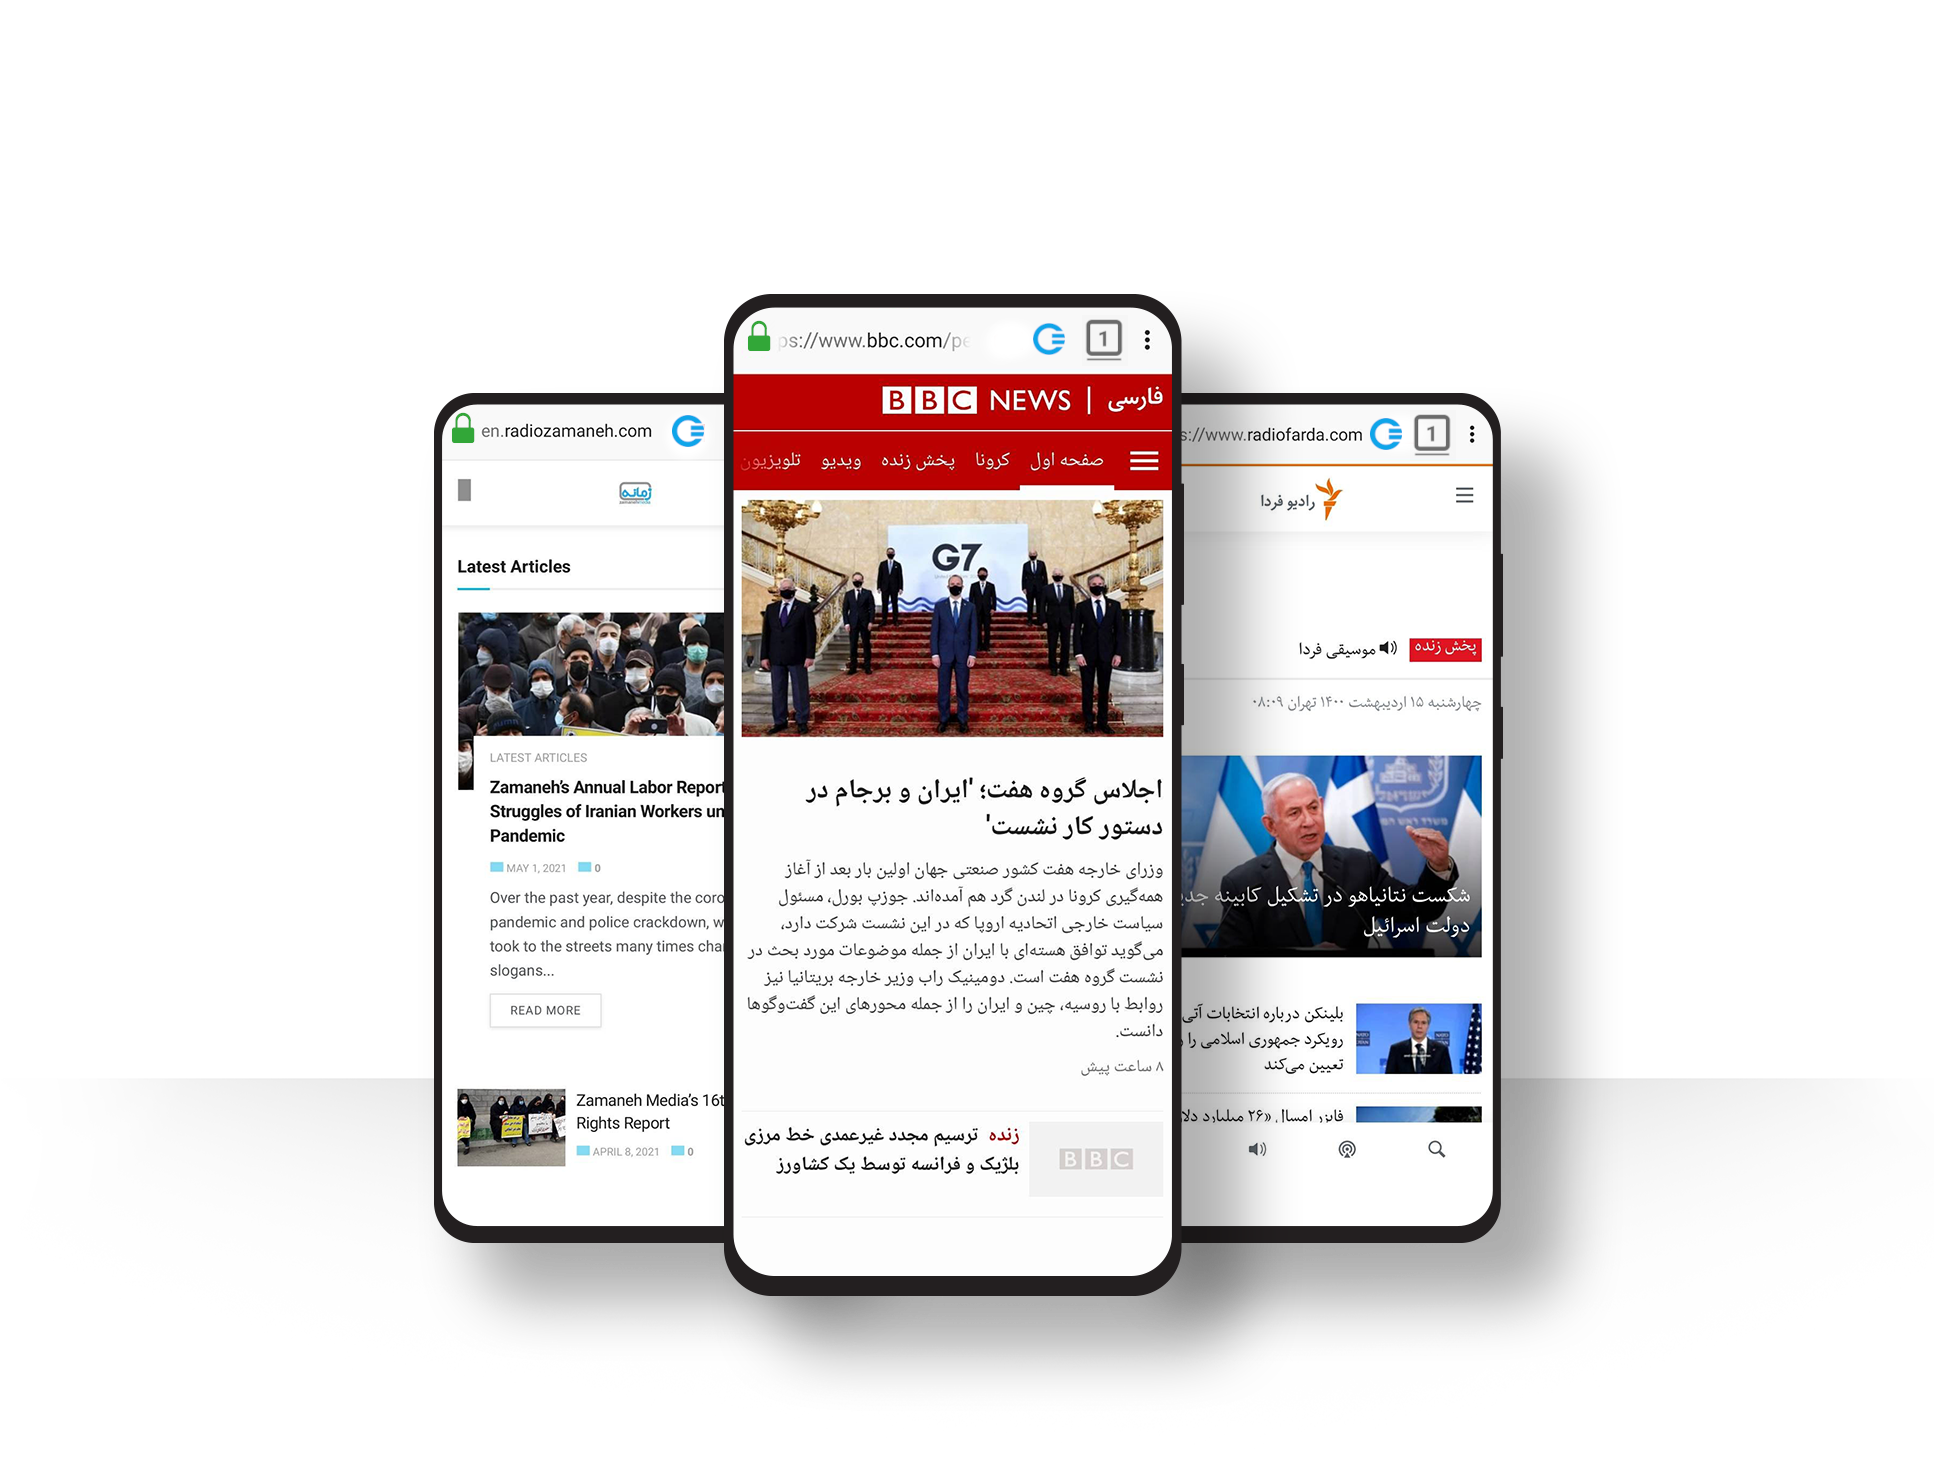 en.radiozamaneh.com
زمانه
Latest Articles
LATEST ARTICLES
Zamaneh's Annual Labor Report
Struggles of Iranian Workers un
Pandemic
MAY 1, 2021 0
Over the past year, despite the coro
pandemic and police crackdown, w
took to the streets many times cha
slogans...
READ MORE
Zamaneh Media's 16t
Rights Report
APRIL 8, 2021 0
ps://www.bbc.com/pe 1
BBC NEWS | فارسی
صفحه اول کرونا پخش زنده ویدیو تلویزیون
G7
اجلاس گروه هفت؛ 'ایران و برجام در
دستور کار نشست'
وزرای خارجه هفت کشور صنعتی جهان اولین بار بعد از آغاز
همه‌گیری کرونا در لندن گرد هم آمده‌اند. جوزپ بورل، مسئول
سیاست خارجی اتحادیه اروپا که در این نشست شرکت دارد،
می‌گوید توافق هسته‌ای با ایران از جمله موضوعات مورد بحث در
نشست گروه هفت است. دومینیک راب وزیر خارجه بریتانیا نیز
روابط با روسیه، چین و ایران را از جمله محورهای این گفت‌وگوها
دانست.
۸ ساعت پیش
زنده ترسیم مجدد غیرعمدی خط مرزی
بلژیک و فرانسه توسط یک کشاورز
BBC
s://www.radiofarda.com 1
رادیو فردا
پخش زنده موسیقی فردا
چهارشنبه ۱۵ اردیبهشت ۱۴۰۰ تهران ۰۸:۰۹
شکست نتانیاهو در تشکیل کابینه جدی
دولت اسرائیل
بلینکن درباره انتخابات آتی
رویکرد جمهوری اسلامی را ر
تعیین می‌کند
فایزر امسال «۲۶ میلیارد دلا